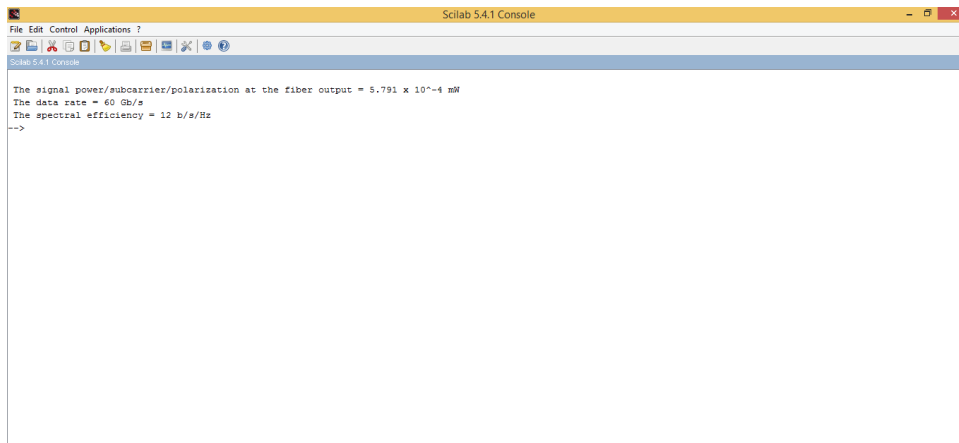 Scilab 5.4.1 Console
File Edit Control Applications ?
Scilab 5.4.1 Console
The signal power/subcarrier/polarization at the fiber output = 5.791 x 10^-4 mW
The data rate = 60 Gb/s
The spectral efficiency = 12 b/s/Hz
-->